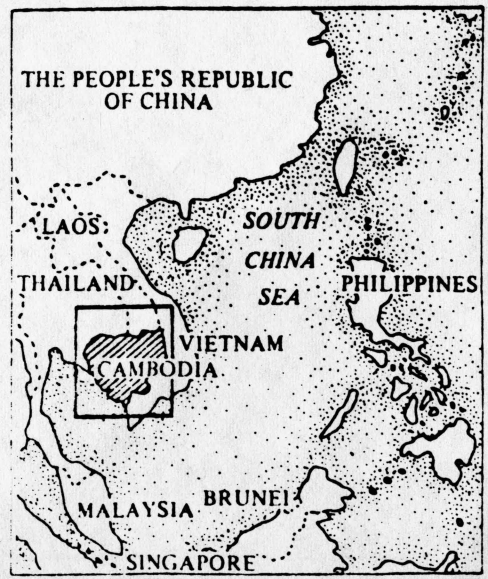 THE PEOPLE'S REPUBLIC
OF CHINA
LAOS
SOUTH
CHINA
SEA
THAILAND
PHILIPPINES
VIETNAM
CAMBODIA
MALAYSIA
BRUNEI
SINGAPORE